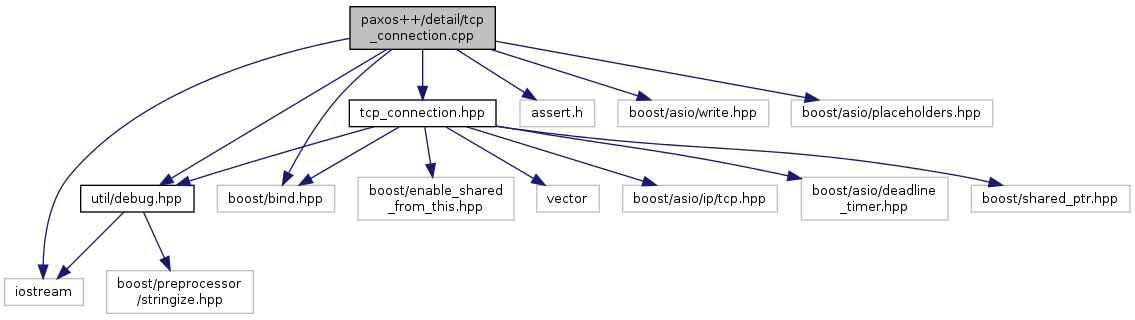 paxos++/detail/tcp
_connection.cpp
tcp_connection.hpp
assert.h
boost/asio/write.hpp
boost/asio/placeholders.hpp
util/debug.hpp
boost/bind.hpp
boost/enable_shared
_from_this.hpp
vector
boost/asio/ip/tcp.hpp
boost/asio/deadline
_timer.hpp
boost/shared_ptr.hpp
iostream
boost/preprocessor
/stringize.hpp